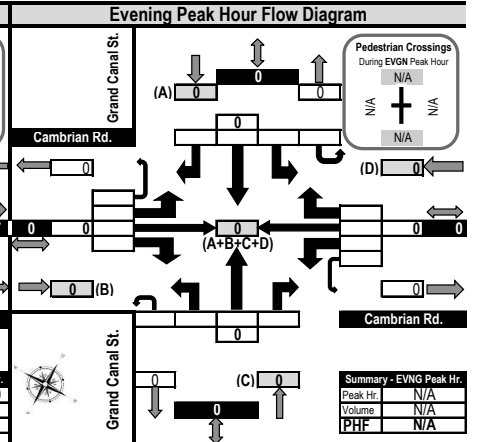 Evening Peak Hour Flow Diagram
Grand Canal St.
Cambrian Rd.
0
(A) 0
0
0
Pedestrian Crossings
During EVGN Peak Hour
N/A
N/A
N/A
N/A
0
(D) 0
0 0
0
(A+B+C+D)
0 0
0 (B)
0
0
Cambrian Rd.
Grand Canal St.
0
0
(C) 0
0
Summary - EVNG Peak Hr.
Peak Hr. N/A
Volume N/A
PHF N/A